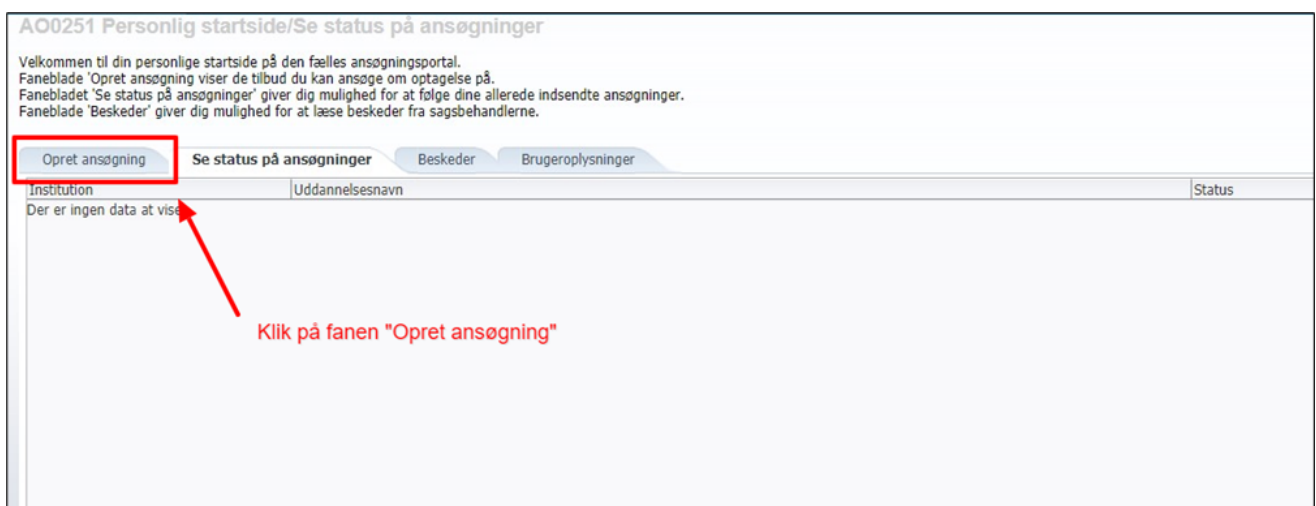 AO0251 Personlig startside/Se status på ansøgninger
Velkommen til din personlige startside på den fælles ansøgningsportal.
Faneblade 'Opret ansøgning viser de tilbud du kan ansøge om optagelse på.
Fanebladet 'Se status på ansøgninger' giver dig mulighed for at følge dine allerede indsendte ansøgninger.
Faneblade 'Beskeder' giver dig mulighed for at læse beskeder fra sagsbehandlerne.
Opret ansøgning Se status på ansøgninger Beskeder Brugeroplysninger
Institution Uddannelsesnavn Status
Der er ingen data at vise
Klik på fanen "Opret ansøgning"